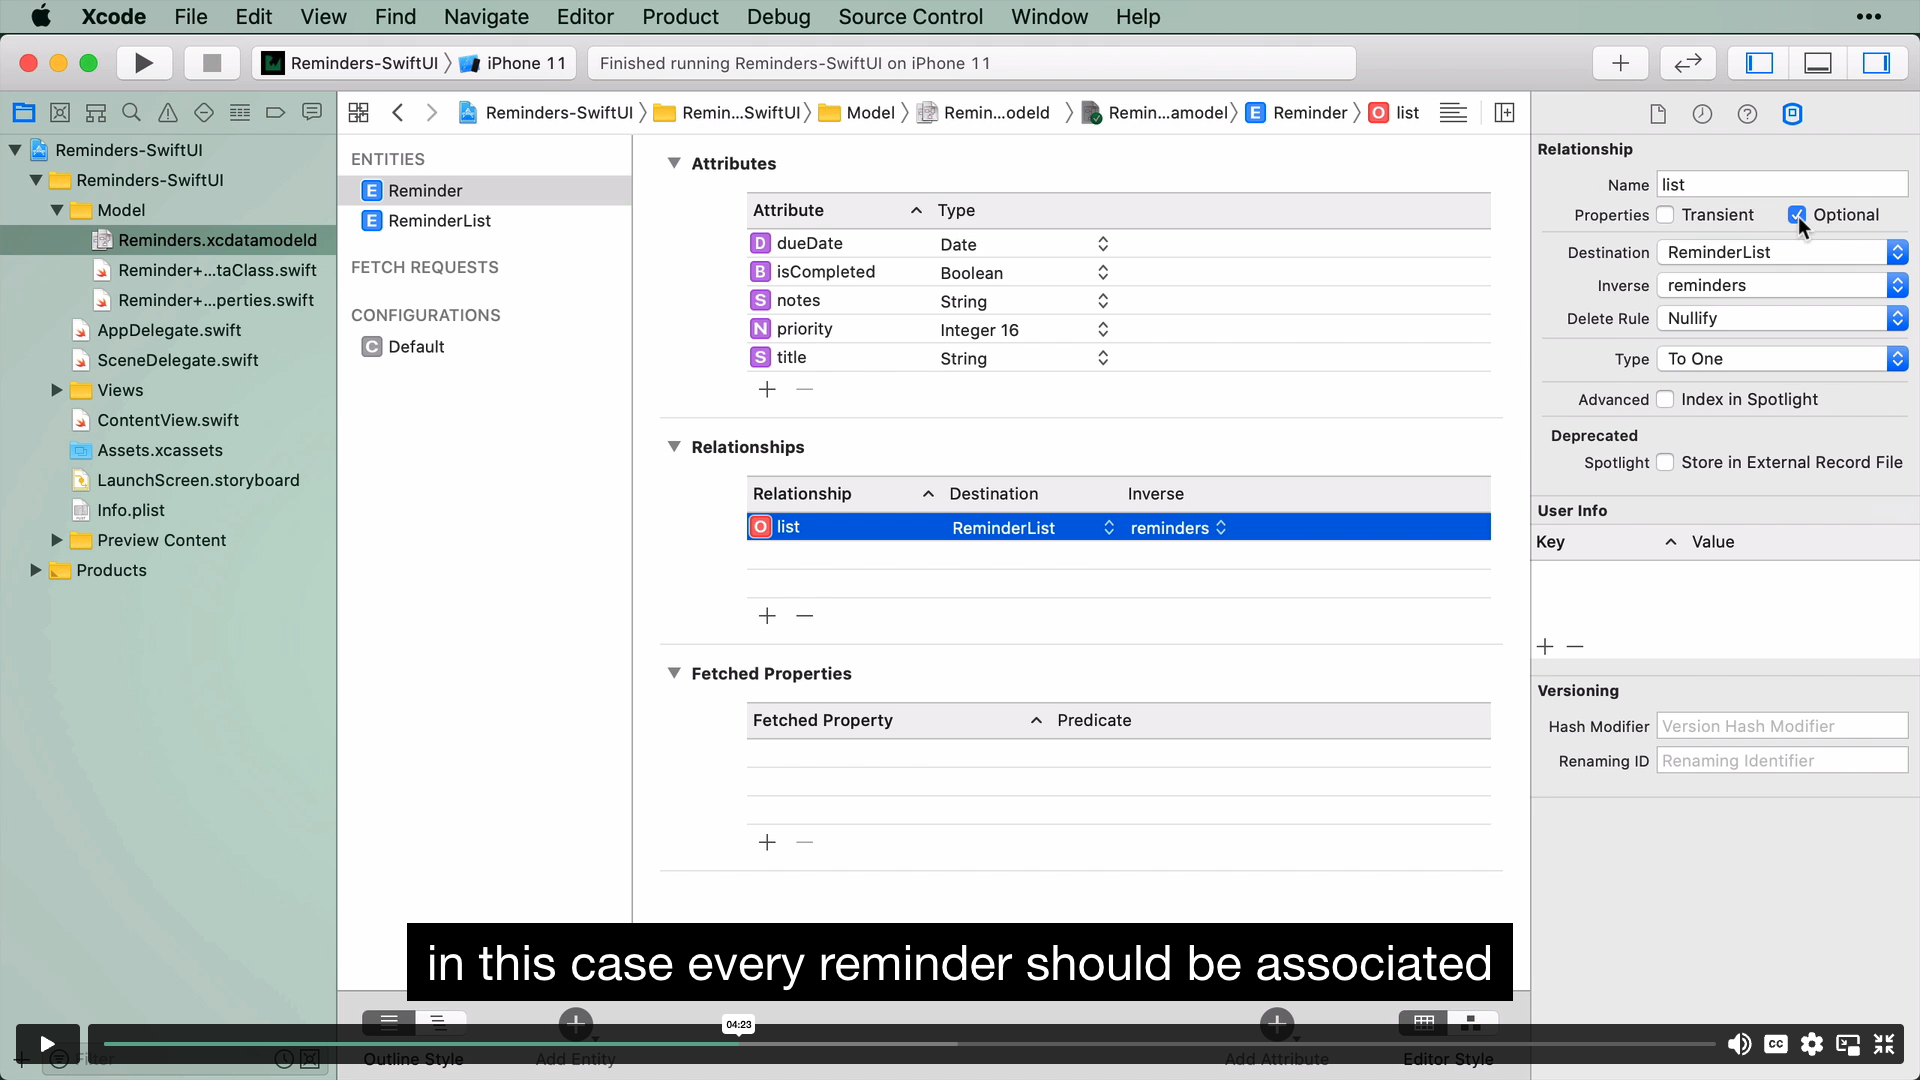 Xcode File Edit View Find Navigate Editor Product Debug Source Control Window Help
Reminders-SwiftUI iPhone 11
Finished running Reminders-SwiftUI on iPhone 11
Reminders-SwiftUI Remin...SwiftUI Model Remin...odeld Remin...amodel E Reminder O list
Reminders-SwiftUI
Reminders-SwiftUI
Model
Reminders.xcdatamodeld
Reminder+...taClass.swift
Reminder+...perties.swift
AppDelegate.swift
SceneDelegate.swift
Views
ContentView.swift
Assets.xcassets
LaunchScreen.storyboard
Info.plist
Preview Content
Products
Filter
ENTITIES
E Reminder
E ReminderList
FETCH REQUESTS
CONFIGURATIONS
C Default
Attributes
Attribute Type
D dueDate Date
B isCompleted Boolean
S notes String
N priority Integer 16
S title String
Relationships
Relationship Destination Inverse
O list ReminderList reminders
Fetched Properties
Fetched Property Predicate
Relationship
Name list
Properties Transient Optional
Destination ReminderList
Inverse reminders
Delete Rule Nullify
Type To One
Advanced Index in Spotlight
Deprecated
Spotlight Store in External Record File
User Info
Key Value
Versioning
Hash Modifier Version Hash Modifier
Renaming ID Renaming Identifier
in this case every reminder should be associated
04:23
CC
Outline Style Add Entity Add Attribute Editor Style